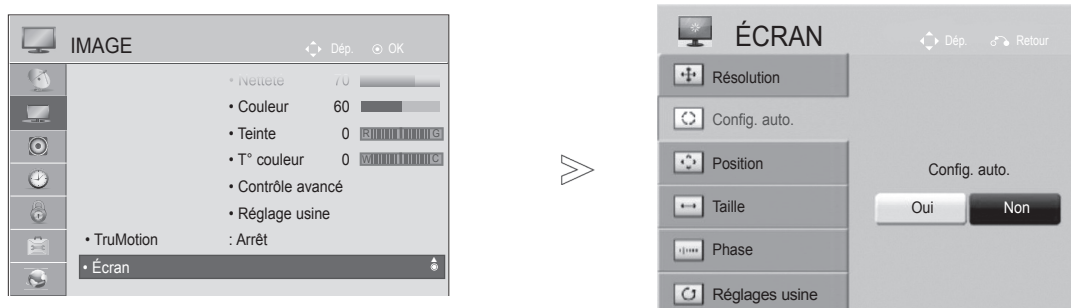 IMAGE
Dép. OK
• Netteté 70
• Couleur 60
• Teinte 0 R G
• T° couleur 0 W C
• Contrôle avancé
• Réglage usine
• TruMotion : Arrêt
• Écran
ÉCRAN
Dép. Retour
Résolution
Config. auto.
Position
Taille
Phase
Réglages usine
Config. auto.
Oui Non